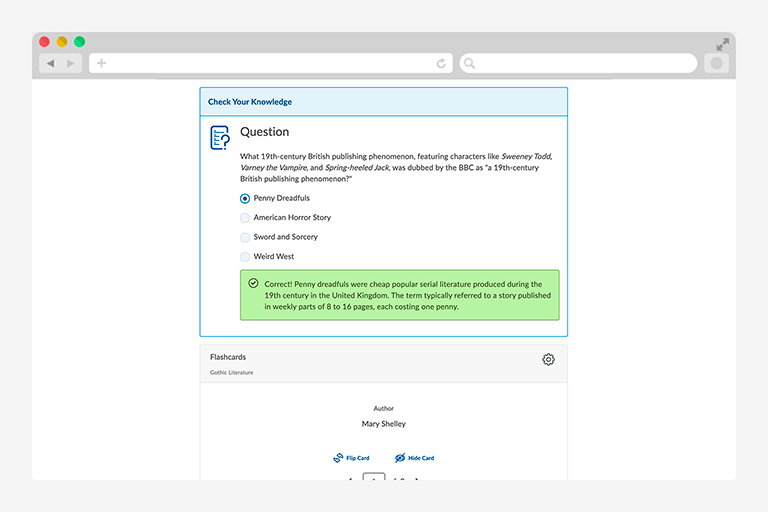 Check Your Knowledge
Question
What 19th-century British publishing phenomenon, featuring characters like Sweeney Todd,
Varney the Vampire, and Spring-heeled Jack, was dubbed by the BBC as "a 19th-century
British publishing phenomenon?"
Penny Dreadfuls
American Horror Story
Sword and Sorcery
Weird West
Correct! Penny dreadfuls were cheap popular serial literature produced during the
19th century in the United Kingdom. The term typically referred to a story published
in weekly parts of 8 to 16 pages, each costing one penny.
Flashcards
Gothic Literature
Author
Mary Shelley
Flip Card Hide Card